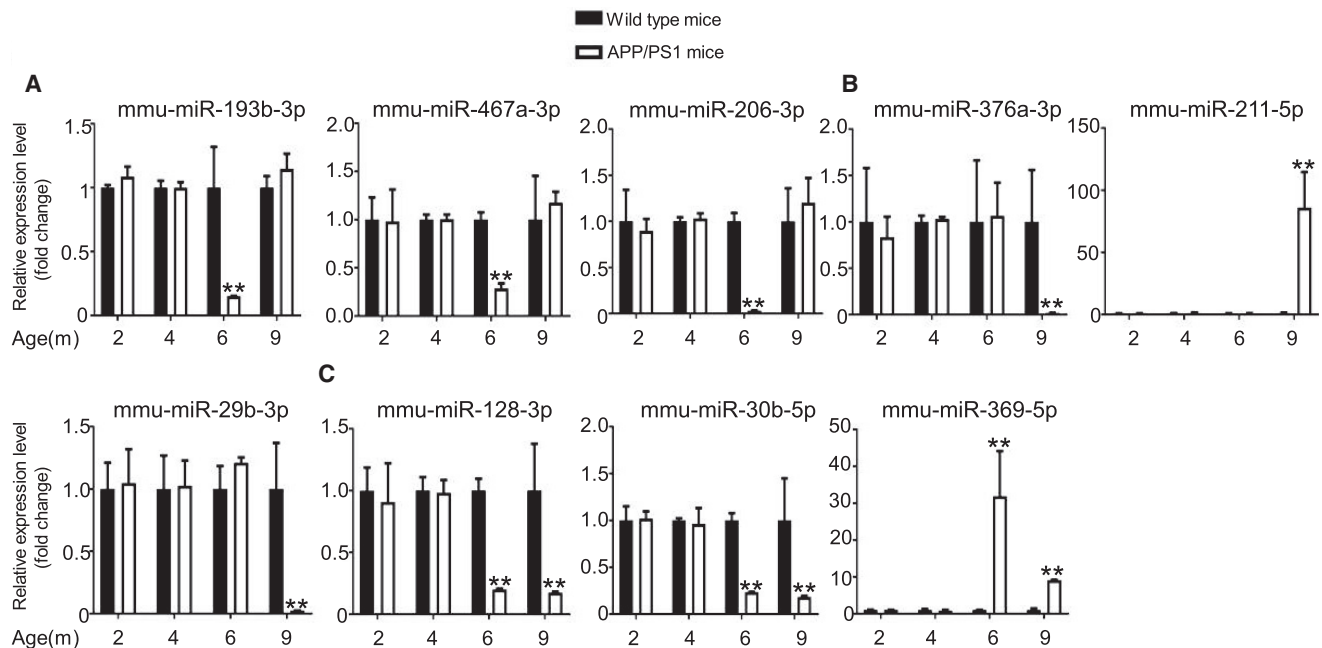 Wild type mice
APP/PS1 mice
A
B
mmu-miR-193b-3p
mmu-miR-467a-3p
mmu-miR-206-3p
mmu-miR-376a-3p
mmu-miR-211-5p
Relative expression level
(fold change)
1.5
1
0.5
0
**
2.0
1.5
1.0
0.5
0.0
**
2.0
1.5
1.0
0.5
0
**
2.0
1.5
1.0
0.5
0
**
150
100
50
0
**
Age(m) 2 4 6 9
2 4 6 9
2 4 6 9
2 4 6 9
2 4 6 9
C
mmu-miR-29b-3p
mmu-miR-128-3p
mmu-miR-30b-5p
mmu-miR-369-5p
Relative expression level
(fold change)
1.5
1.0
0.5
0
**
1.5
1.0
0.5
0
** **
2.0
1.5
1.0
0.5
0.0
** **
50
40
30
20
10
0
** **
Age(m) 2 4 6 9
2 4 6 9
2 4 6 9
2 4 6 9